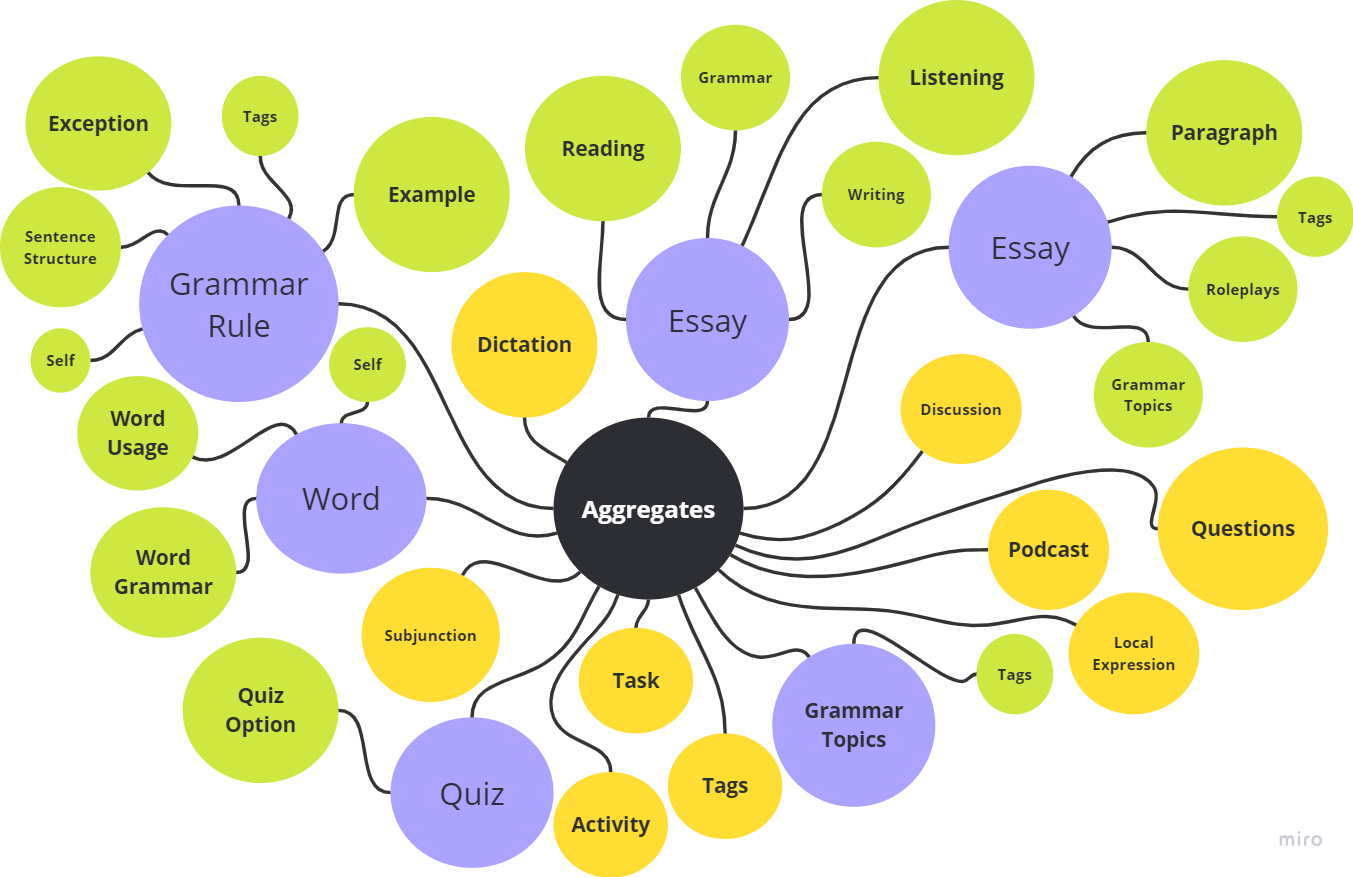 Listening
Grammar
Paragraph
Exception
Tags
Reading
Example
Writing
Tags
Sentence
Structure
Essay
Roleplays
Grammar
Rule
Essay
Dictation
Self
Self
Grammar
Topics
Discussion
Word
Usage
Word
Aggregates
Questions
Podcast
Word
Grammar
Subjunction
Local
Expression
Task
Tags
Quiz
Option
Grammar
Topics
Tags
Quiz
Activity
miro